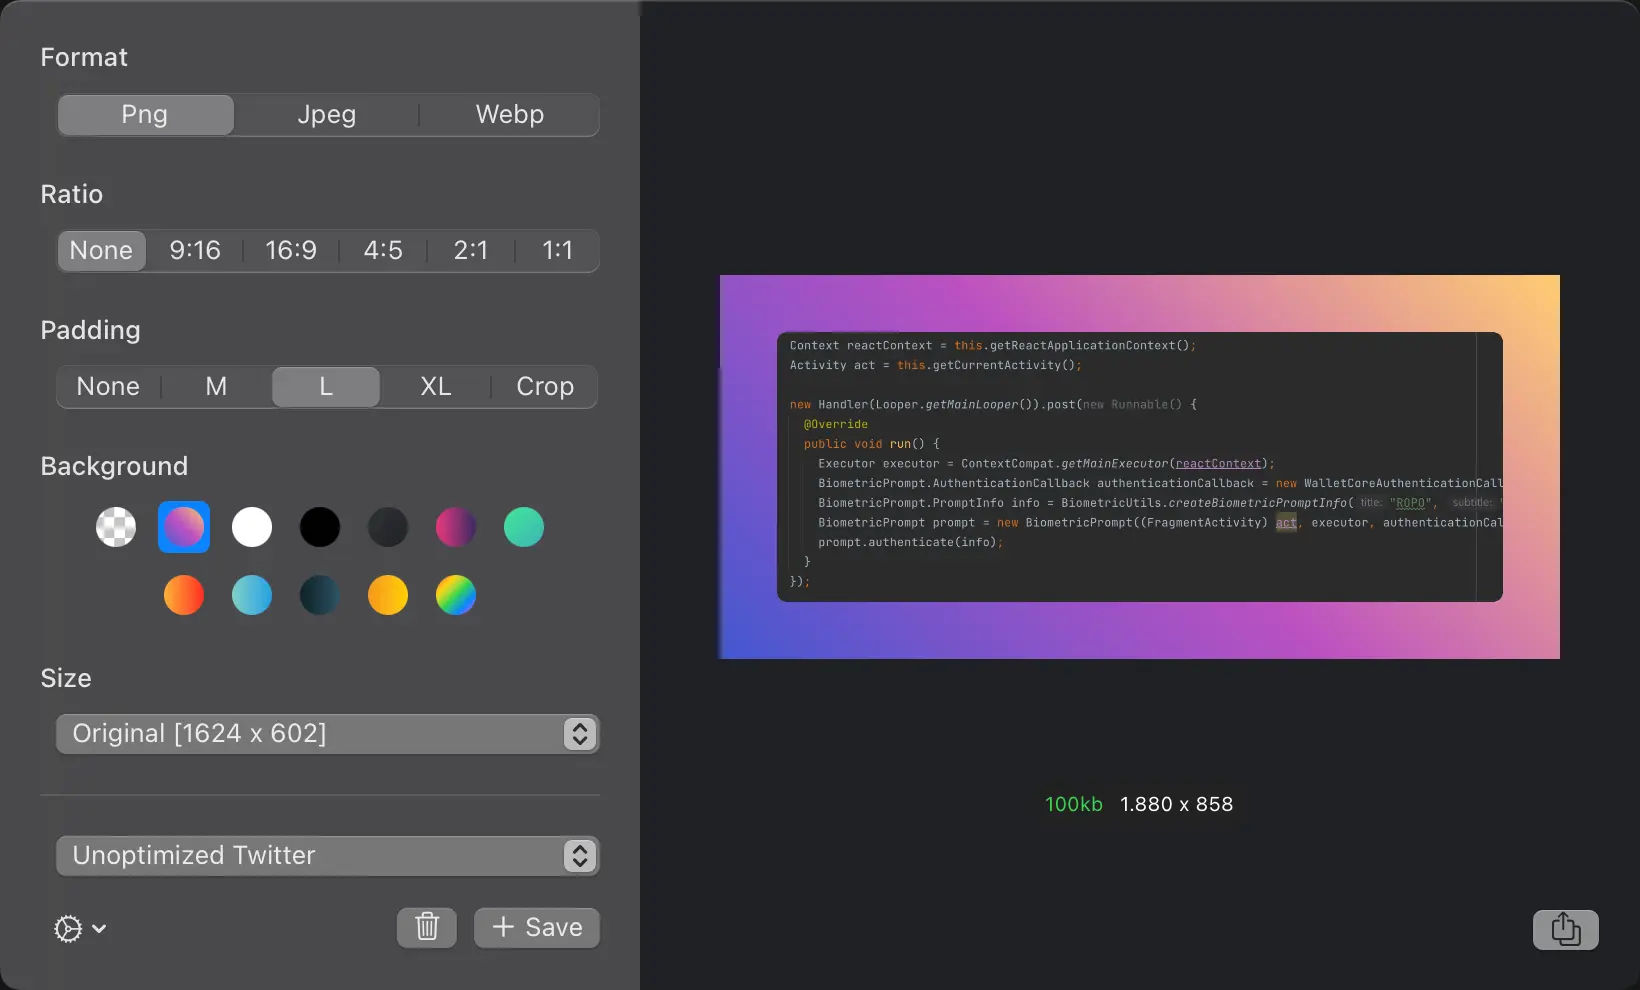 Format
Png Jpeg Webp
Ratio
None 9:16 16:9 4:5 2:1 1:1
Padding
None M L XL Crop
Background
Size
Original [1624 x 602]
Unoptimized Twitter
Save
Context reactContext = this.getReactApplicationContext();
Activity act = this.getCurrentActivity();
new Handler(Looper.getMainLooper()).post(new Runnable() {
@Override
public void run() {
Executor executor = ContextCompat.getMainExecutor(reactContext);
BiometricPrompt.AuthenticationCallback authenticationCallback = new WalletCoreAuthenticationCall
BiometricPrompt.PromptInfo info = BiometricUtils.createBiometricPromptInfo( title: "ROPO", subtitle: "
BiometricPrompt prompt = new BiometricPrompt((FragmentActivity) act, executor, authenticationCal
prompt.authenticate(info);
}
});
100kb 1.880 x 858